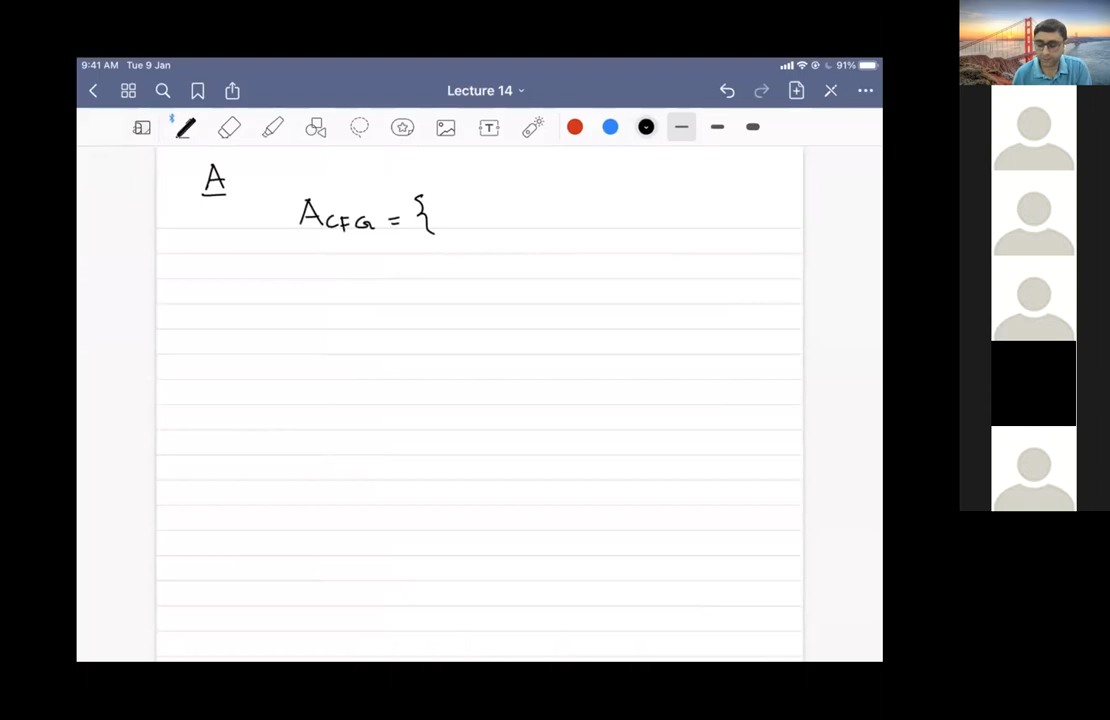 9:41 AM Tue 9 Jan 91%
Lecture 14
T
A
A_CFG = {